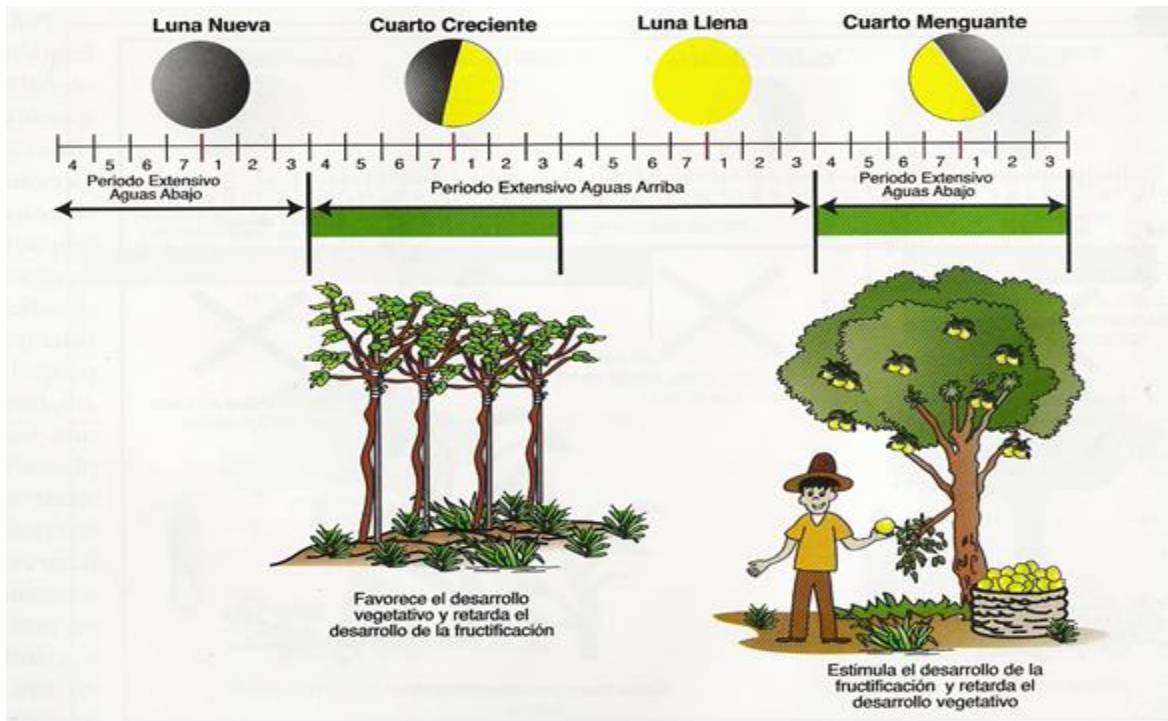 Luna Nueva
Cuarto Creciente
Luna Llena
Cuarto Menguante
4 5 6 7 1 2 3 4 5 6 7 1 2 3 4 5 6 7 1 2 3 4 5 6 7 1 2 3
Periodo Extensivo
Aguas Abajo
Periodo Extensivo Aguas Arriba
Periodo Extensivo
Aguas Abajo
Favorece el desarrollo
vegetativo y retarda el
desarrollo de la fructificación
Estimula el desarrollo de la
fructificación y retarda el
desarrollo vegetativo